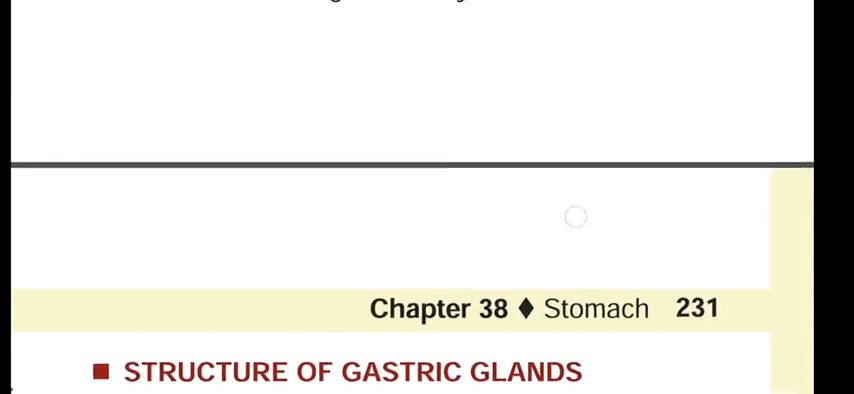 Chapter 38 ♦ Stomach 231
■ STRUCTURE OF GASTRIC GLANDS